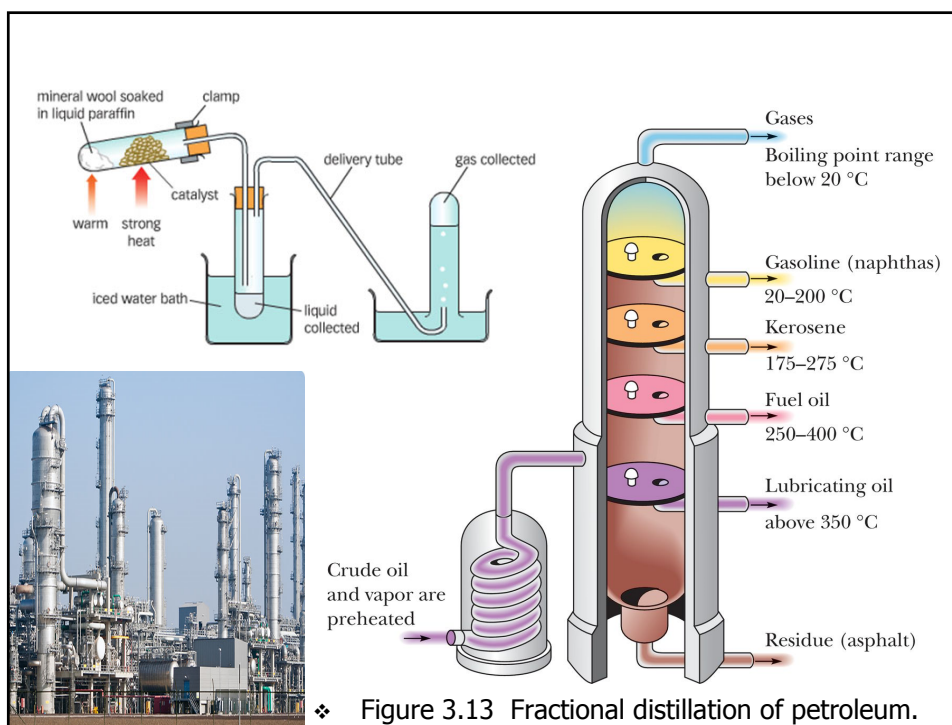 mineral wool soaked
in liquid paraffin
clamp
catalyst
warm
strong
heat
delivery tube
gas collected
iced water bath
liquid
collected
Gases
Boiling point range
below 20 °C
Gasoline (naphthas)
20–200 °C
Kerosene
175–275 °C
Fuel oil
250–400 °C
Lubricating oil
above 350 °C
Crude oil
and vapor are
preheated
Residue (asphalt)
❖ Figure 3.13 Fractional distillation of petroleum.